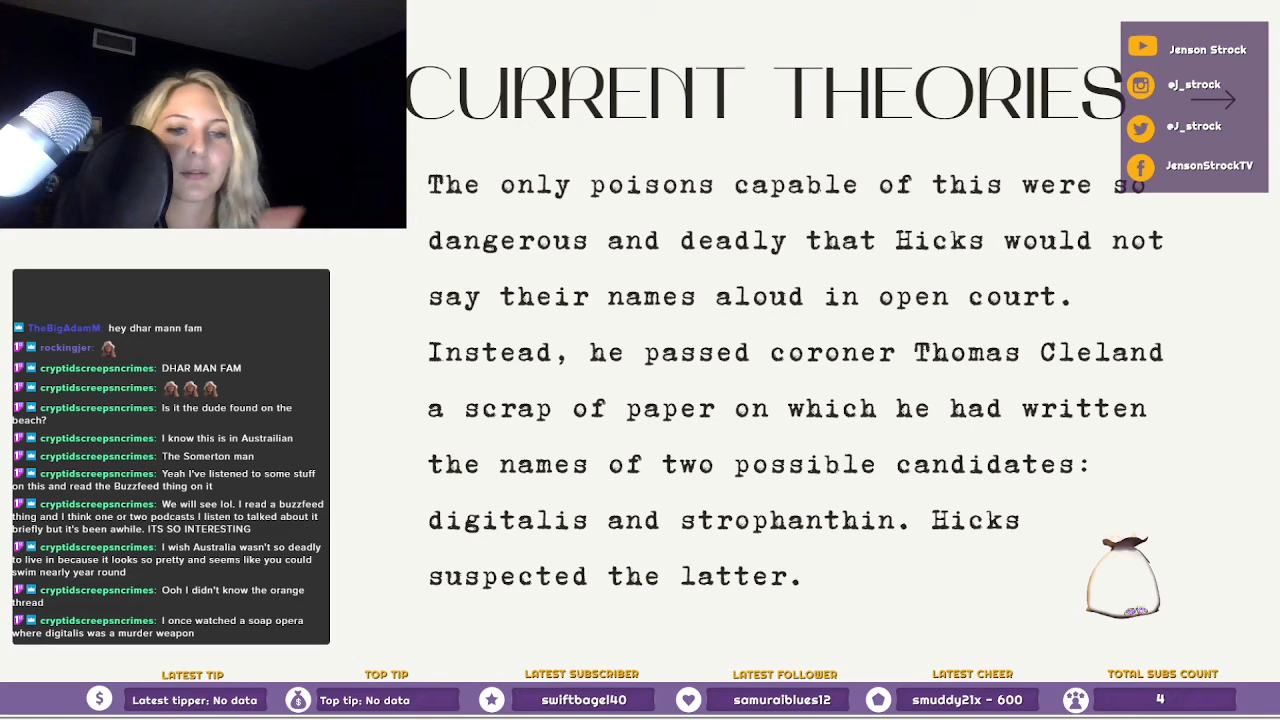 CURRENT THEORIES
Jenson Strock
@J_strock
@J_strock
JensonStrockTV
The only poisons capable of this were so
dangerous and deadly that Hicks would not
say their names aloud in open court.
Instead, he passed coroner Thomas Cleland
a scrap of paper on which he had written
the names of two possible candidates:
digitalis and strophanthin. Hicks
suspected the latter.
TheBigAdamM: hey dhar mann fam
rockingjer:
cryptidscreepsncrimes: DHAR MAN FAM
cryptidscreepsncrimes:
cryptidscreepsncrimes: Is it the dude found on the
beach?
cryptidscreepsncrimes: I know this is in Austrailian
cryptidscreepsncrimes: The Somerton man
cryptidscreepsncrimes: Yeah I've listened to some stuff
on this and read the Buzzfeed thing on it
cryptidscreepsncrimes: We will see lol. I read a buzzfeed
thing and I think one or two podcasts I listen to talked about it
briefly but it's been awhile. ITS SO INTERESTING
cryptidscreepsncrimes: I wish Australia wasn't so deadly
to live in because it looks so pretty and seems like you could
swim nearly year round
cryptidscreepsncrimes: Ooh I didn't know the orange
thread
cryptidscreepsncrimes: I once watched a soap opera
where digitalis was a murder weapon
LATEST TIP
Latest tipper: No data
TOP TIP
Top tip: No data
LATEST SUBSCRIBER
swiftbagel40
LATEST FOLLOWER
samuraiblues12
LATEST CHEER
smuddy21x - 600
TOTAL SUBS COUNT
4